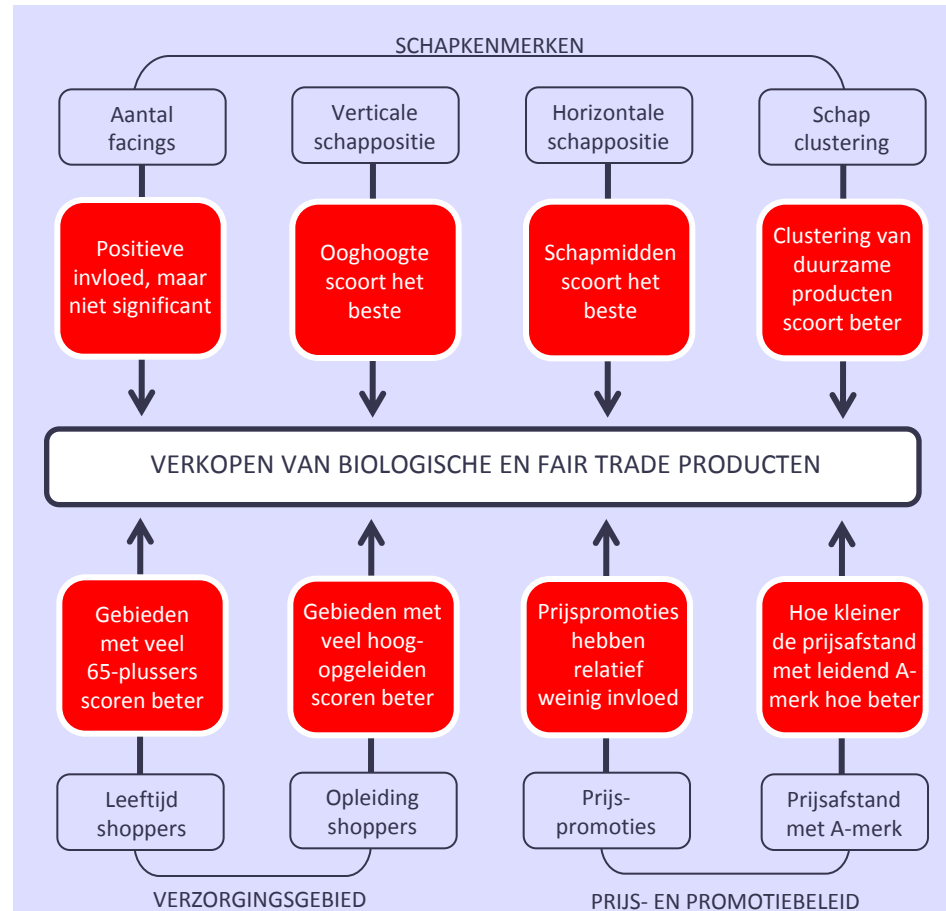 SCHAPKENMERKEN
Aantal
facings
Verticale
schappositie
Horizontale
schappositie
Schap
clustering
Positieve
invloed, maar
niet significant
Ooghoogte
scoort het
beste
Schapmidden
scoort het
beste
Clustering van
duurzame
producten
scoort beter
VERKOPEN VAN BIOLOGISCHE EN FAIR TRADE PRODUCTEN
Gebieden
met veel
65-plussers
scoren beter
Gebieden met
veel hoog-
opgeleiden
scoren beter
Prijspromoties
hebben
relatief
weinig invloed
Hoe kleiner
de prijsafstand
met leidend A-
merk hoe beter
Leeftijd
shoppers
Opleiding
shoppers
Prijs-
promoties
Prijsafstand
met A-merk
VERZORGINGSGEBIED
PRIJS- EN PROMOTIEBELEID